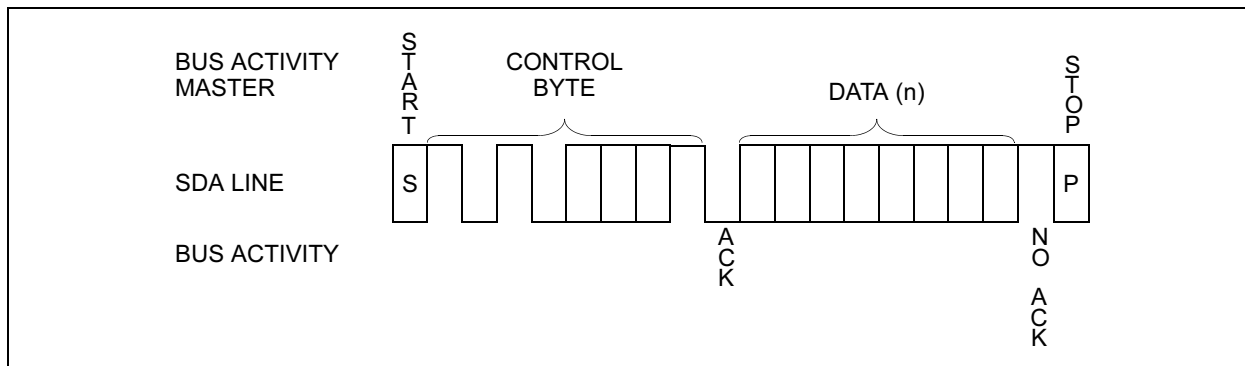 BUS ACTIVITY
MASTER
START
CONTROL
BYTE
DATA (n)
STOP
SDA LINE
S
P
BUS ACTIVITY
ACK
NO ACK